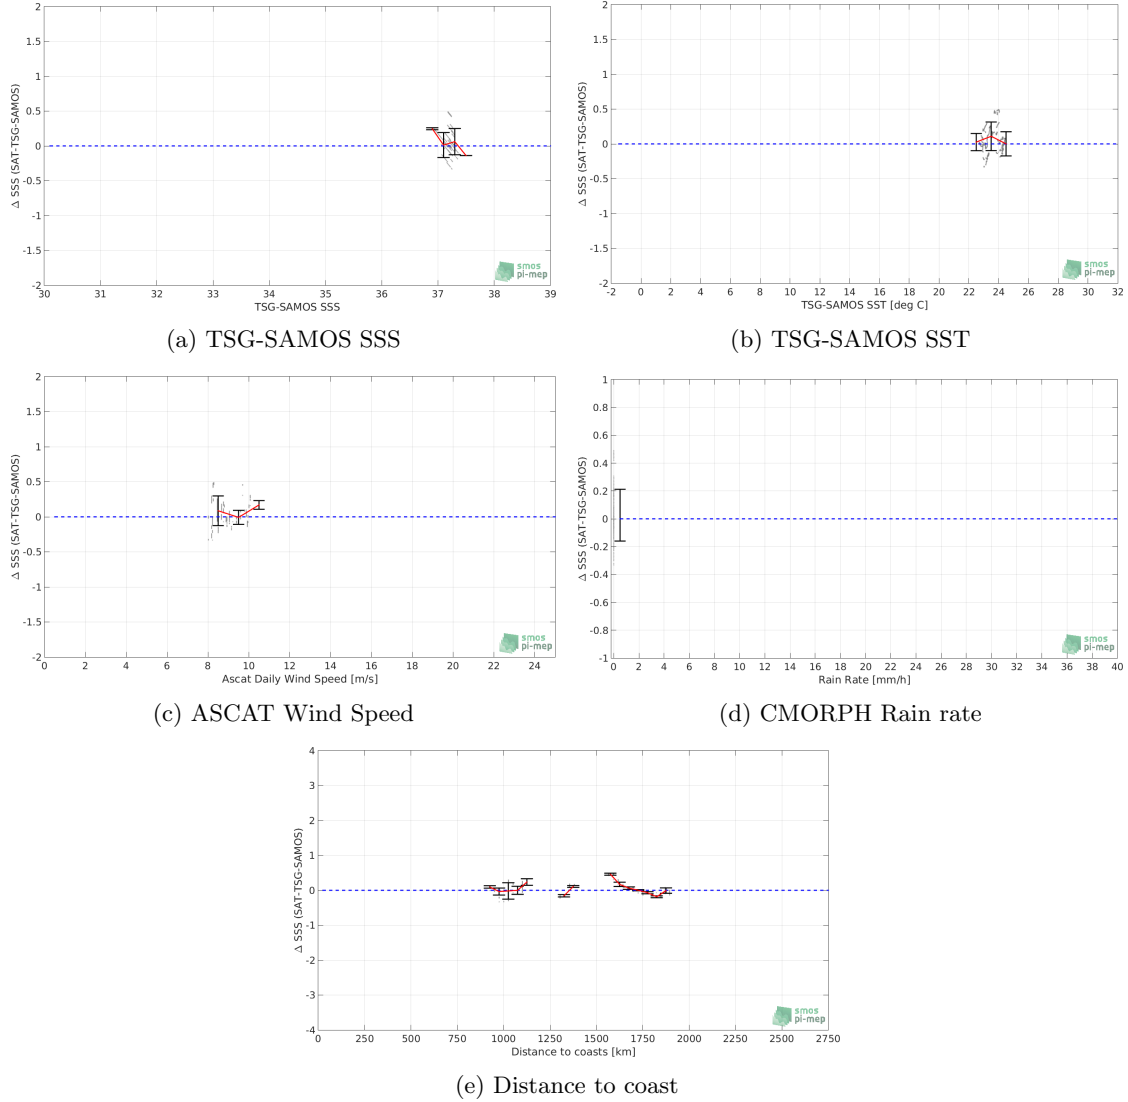 2
1.5
1
0.5
0
-0.5
-1
-1.5
-2
Δ SSS (SAT-TSG-SAMOS)
30 31 32 33 34 35 36 37 38 39
TSG-SAMOS SSS
smos
pi-mep
(a) TSG-SAMOS SSS
2
1.5
1
0.5
0
-0.5
-1
-1.5
-2
Δ SSS (SAT-TSG-SAMOS)
-2 0 2 4 6 8 10 12 14 16 18 20 22 24 26 28 30 32
TSG-SAMOS SST [deg C]
smos
pi-mep
(b) TSG-SAMOS SST
2
1.5
1
0.5
0
-0.5
-1
-1.5
-2
Δ SSS (SAT-TSG-SAMOS)
0 2 4 6 8 10 12 14 16 18 20 22 24
Ascat Daily Wind Speed [m/s]
smos
pi-mep
(c) ASCAT Wind Speed
1
0.8
0.6
0.4
0.2
0
-0.2
-0.4
-0.6
-0.8
-1
Δ SSS (SAT-TSG-SAMOS)
0 2 4 6 8 10 12 14 16 18 20 22 24 26 28 30 32 34 36 38 40
Rain Rate [mm/h]
smos
pi-mep
(d) CMORPH Rain rate
4
3
2
1
0
-1
-2
-3
-4
Δ SSS (SAT-TSG-SAMOS)
0 250 500 750 1000 1250 1500 1750 2000 2250 2500 2750
Distance to coasts [km]
smos
pi-mep
(e) Distance to coast